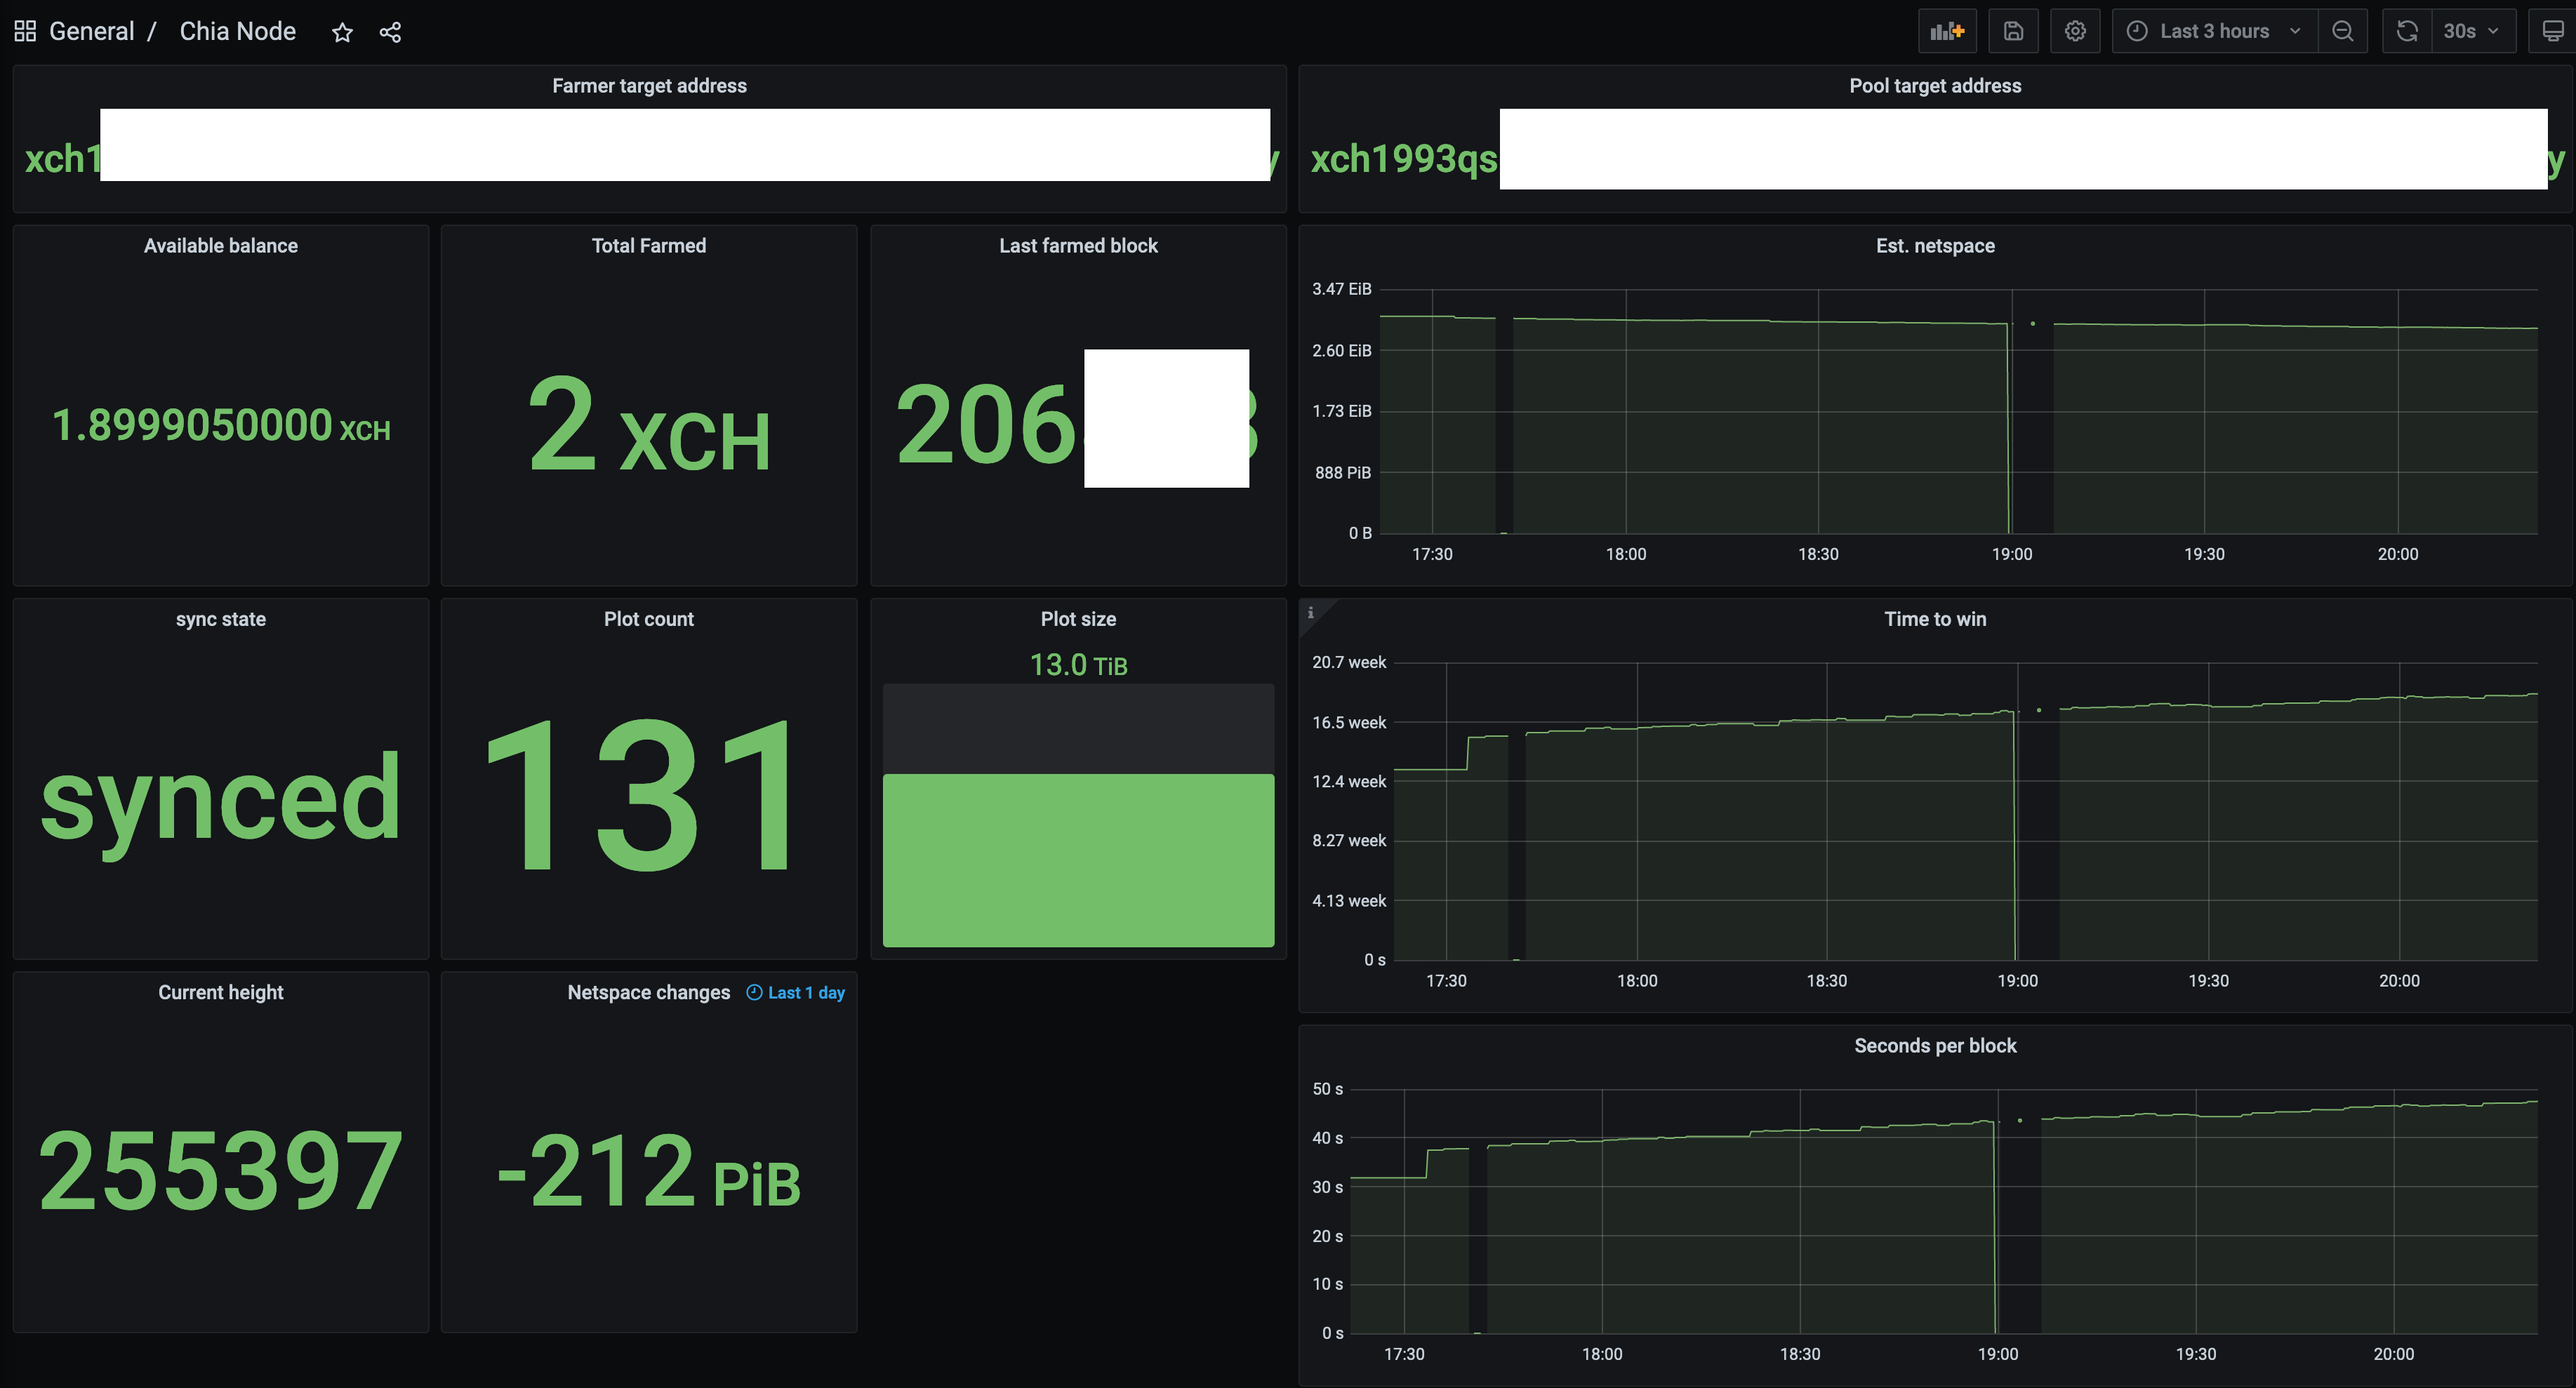 General / Chia Node
Last 3 hours
30s
Farmer target address
xch1
Pool target address
xch1993qs y
Available balance
1.8999050000 XCH
Total Farmed
2 XCH
Last farmed block
206
Est. netspace
3.47 EiB
2.60 EiB
1.73 EiB
888 PiB
0 B
17:30 18:00 18:30 19:00 19:30 20:00
sync state
synced
Plot count
131
Plot size
13.0 TiB
Time to win
20.7 week
16.5 week
12.4 week
8.27 week
4.13 week
0 s
17:30 18:00 18:30 19:00 19:30 20:00
Current height
255397
Netspace changes Last 1 day
-212 PiB
Seconds per block
50 s
40 s
30 s
20 s
10 s
0 s
17:30 18:00 18:30 19:00 19:30 20:00